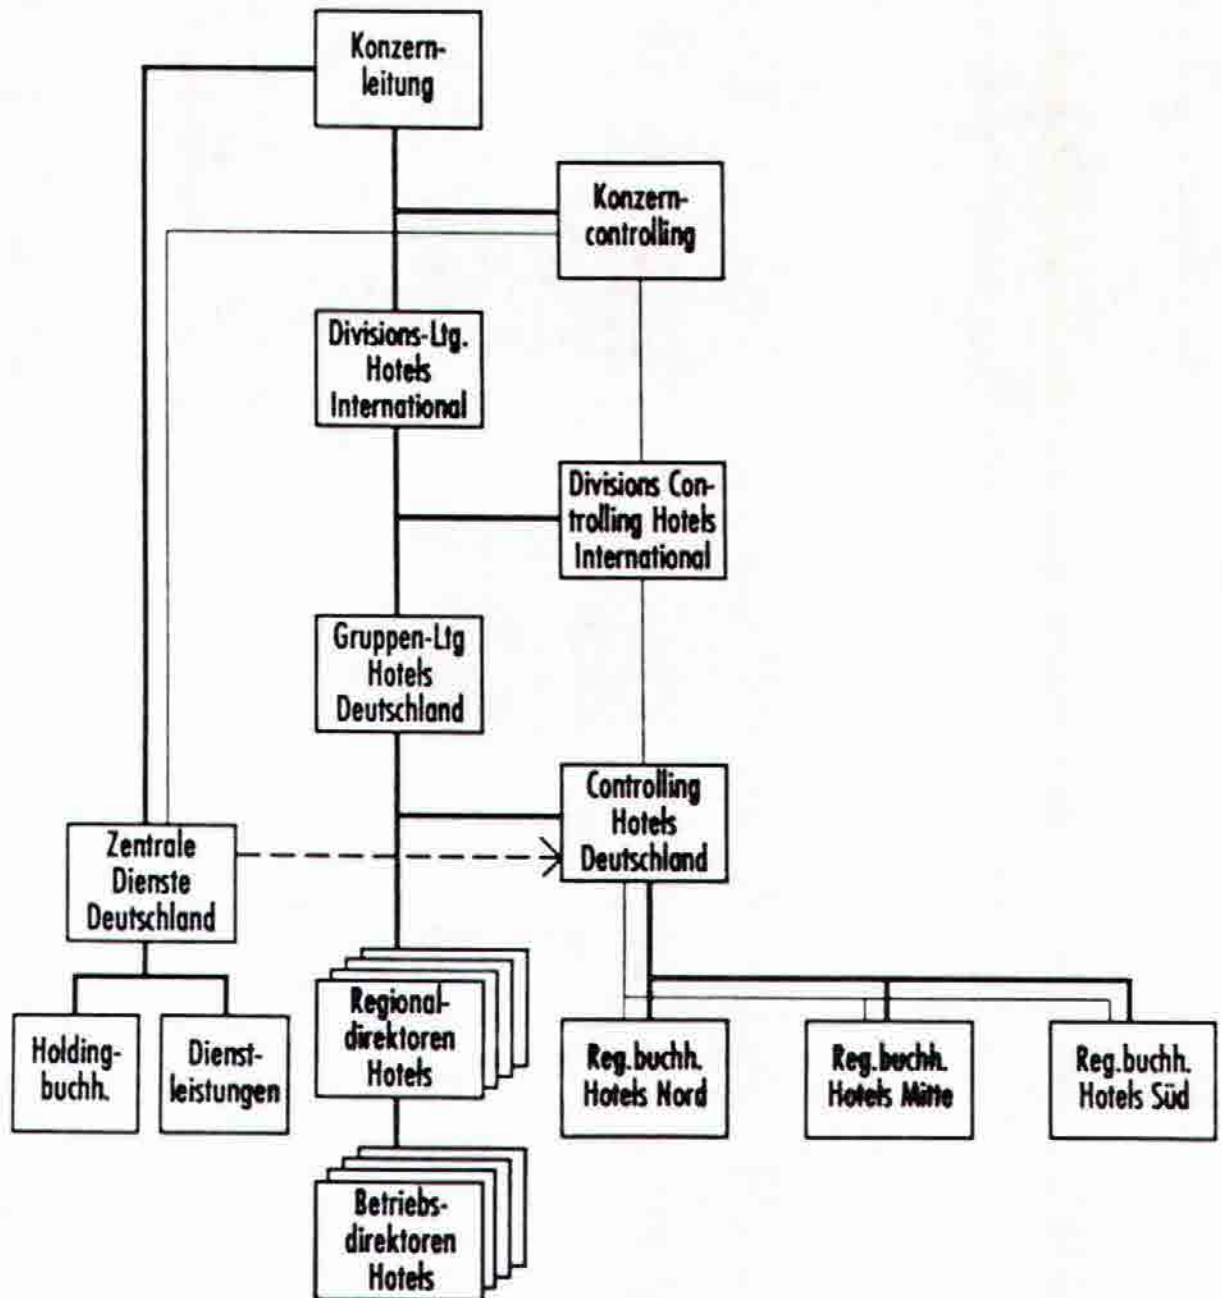 Konzern-
leitung
Konzern-
controlling
Divisions-Ltg.
Hotels
International
Divisions Con-
trolling Hotels
International
Gruppen-Ltg
Hotels
Deutschland
Controlling
Hotels
Deutschland
Zentrale
Dienste
Deutschland
Holding-
buchh.
Dienst-
leistungen
Regional-
direktoren
Hotels
Reg.buchh.
Hotels Nord
Reg.buchh.
Hotels Mitte
Reg.buchh.
Hotels Süd
Betriebs-
direktoren
Hotels